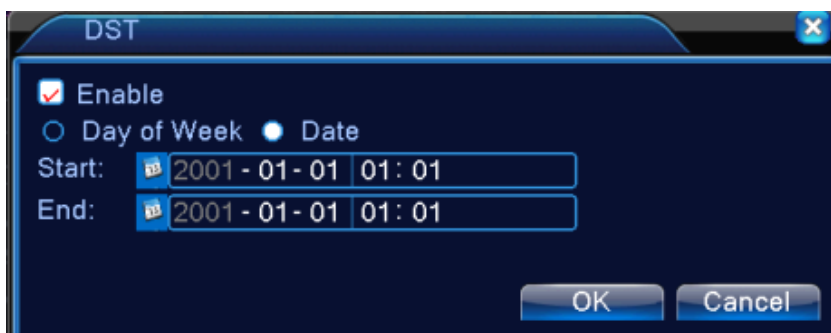 DST
Enable
Day of Week Date
Start: 2001-01-01 01:01
End: 2001-01-01 01:01
OK Cancel